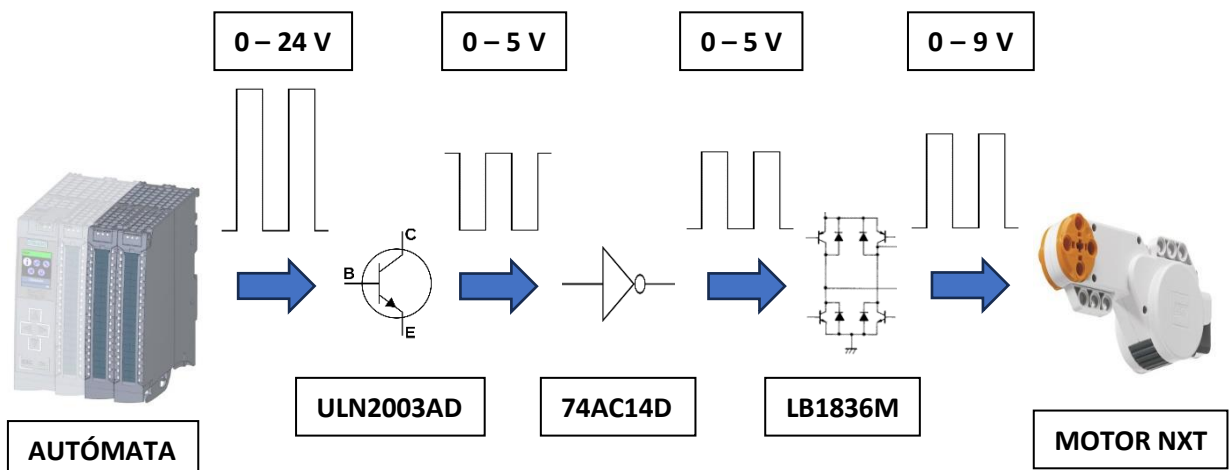 0 – 24 V
0 – 5 V
0 – 5 V
0 – 9 V
C
B
E
ULN2003AD
74AC14D
LB1836M
AUTÓMATA
MOTOR NXT